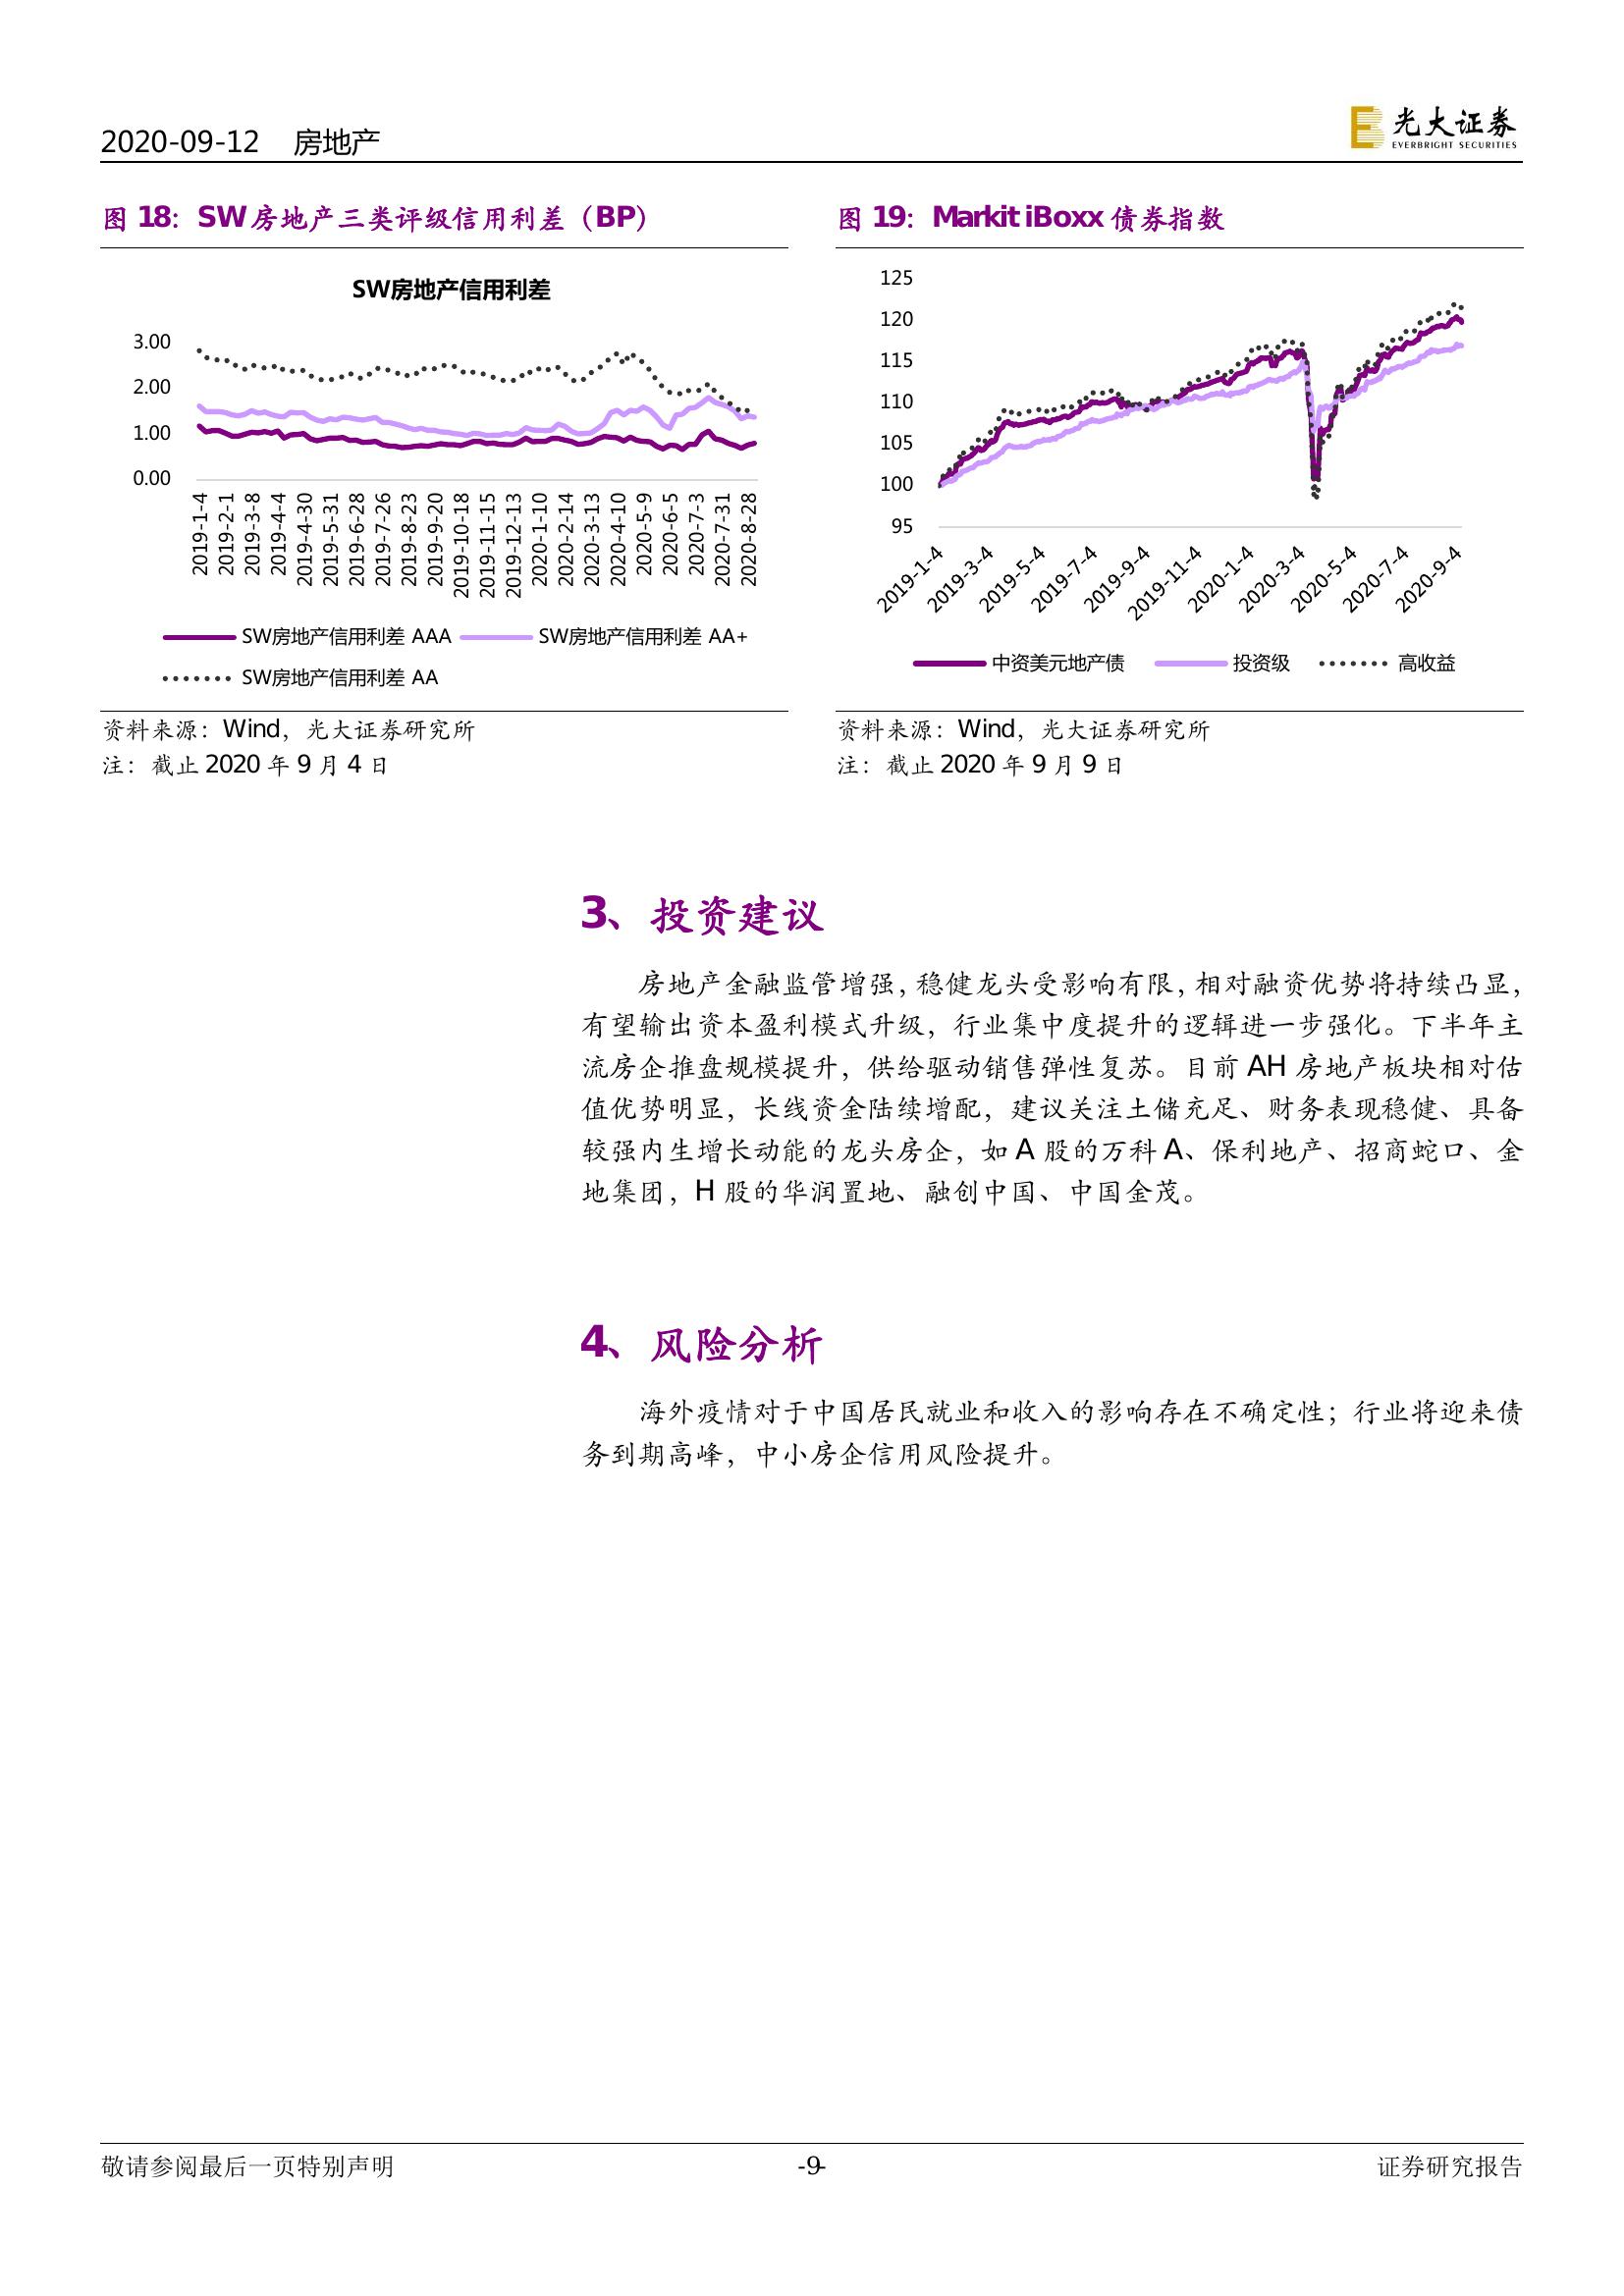 2020-09-12 房地产
光大证券
EVERBRIGHT SECURITIES
图 18：SW 房地产三类评级信用利差（BP）
SW房地产信用利差
3.00
2.00
1.00
0.00
2019-1-4
2019-2-1
2019-3-8
2019-4-4
2019-4-30
2019-5-31
2019-6-28
2019-7-26
2019-8-23
2019-9-20
2019-10-18
2019-11-15
2019-12-13
2020-1-10
2020-2-14
2020-3-13
2020-4-10
2020-5-9
2020-6-5
2020-7-3
2020-7-31
2020-8-28
SW房地产信用利差 AAA SW房地产信用利差 AA+
SW房地产信用利差 AA
资料来源：Wind，光大证券研究所
注：截止 2020 年 9 月 4 日
图 19：Markit iBoxx 债券指数
125
120
115
110
105
100
95
2019-1-4
2019-3-4
2019-5-4
2019-7-4
2019-9-4
2019-11-4
2020-1-4
2020-3-4
2020-5-4
2020-7-4
2020-9-4
中资美元地产债 投资级 高收益
资料来源：Wind，光大证券研究所
注：截止 2020 年 9 月 9 日
3、投资建议
房地产金融监管增强，稳健龙头受影响有限，相对融资优势将持续凸显，
有望输出资本盈利模式升级，行业集中度提升的逻辑进一步强化。下半年主
流房企推盘规模提升，供给驱动销售弹性复苏。目前 AH 房地产板块相对估
值优势明显，长线资金陆续增配，建议关注土储充足、财务表现稳健、具备
较强内生增长动能的龙头房企，如 A 股的万科 A、保利地产、招商蛇口、金
地集团，H 股的华润置地、融创中国、中国金茂。
4、风险分析
海外疫情对于中国居民就业和收入的影响存在不确定性；行业将迎来债
务到期高峰，中小房企信用风险提升。
敬请参阅最后一页特别声明
-9-
证券研究报告